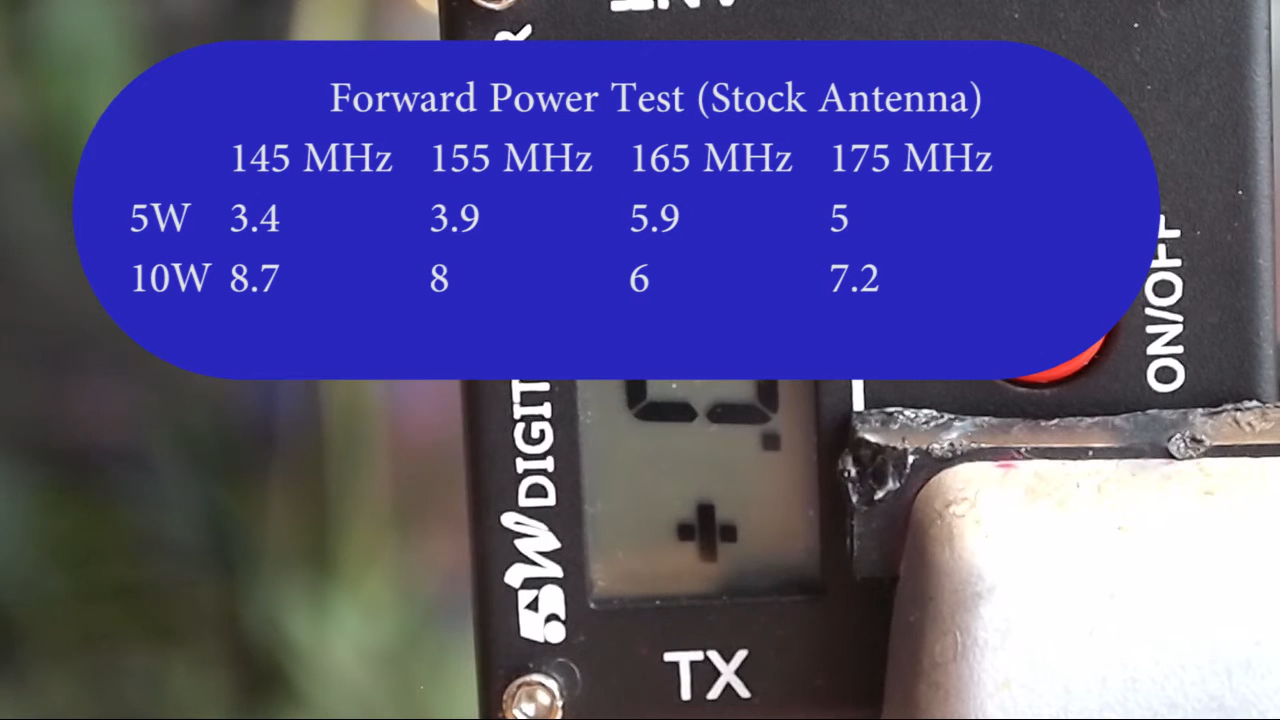 Forward Power Test (Stock Antenna)
145 MHz 155 MHz 165 MHz 175 MHz
5W 3.4 3.9 5.9 5
10W 8.7 8 6 7.2
ON/OFF
SW DIGIT
TX